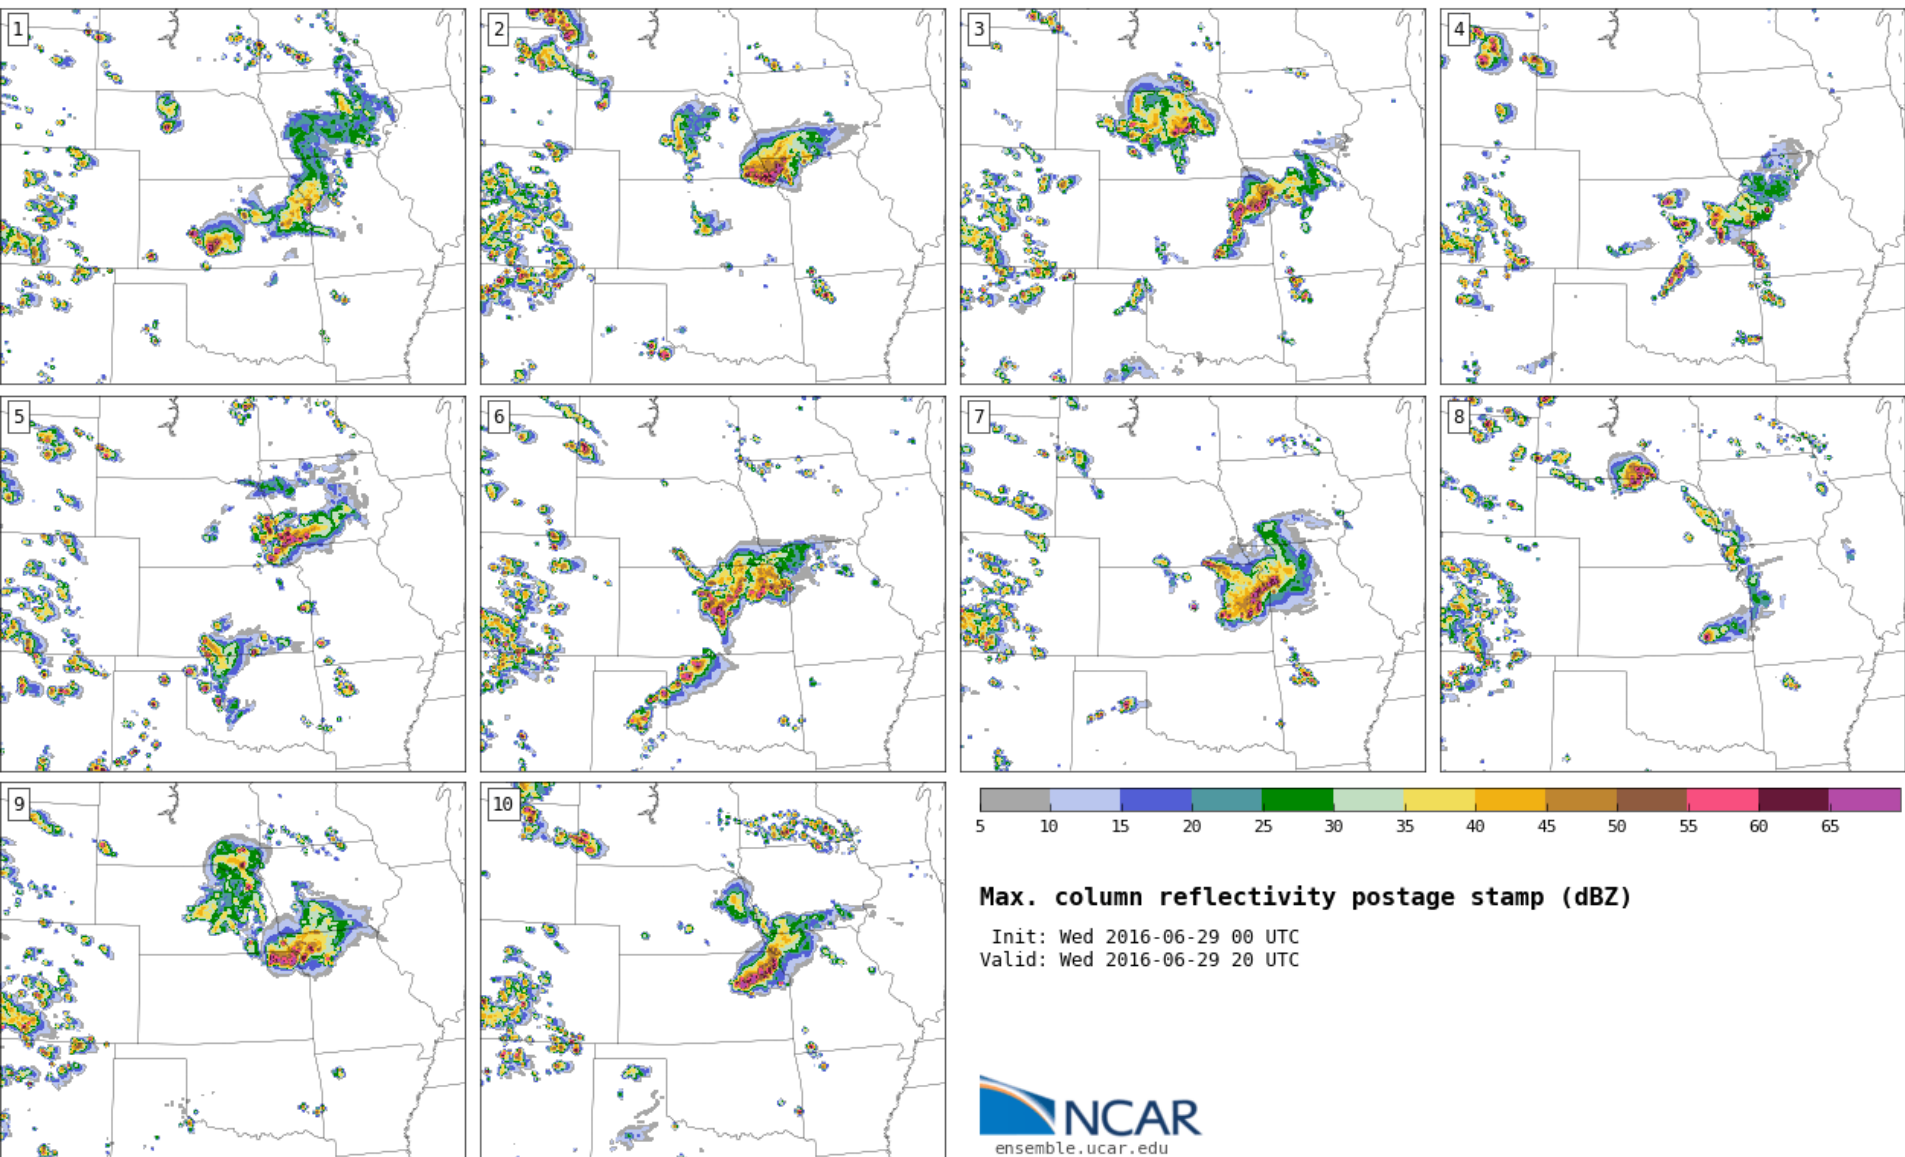 1
2
3
4
5
6
7
8
9
10
5 10 15 20 25 30 35 40 45 50 55 60 65
Max. column reflectivity postage stamp (dBZ)
Init: Wed 2016-06-29 00 UTC
Valid: Wed 2016-06-29 20 UTC
NCAR
ensemble.ucar.edu